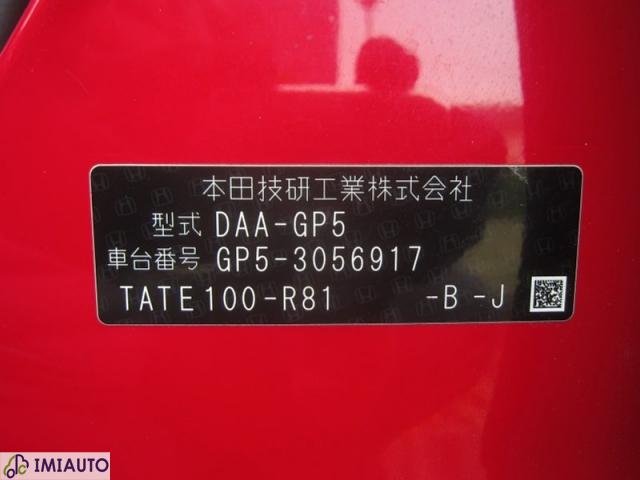 本田技研工業株式会社
型式 DAA-GP5
車台番号 GP5-3056917
TATE100-R81 -B -J
IMIAUTO